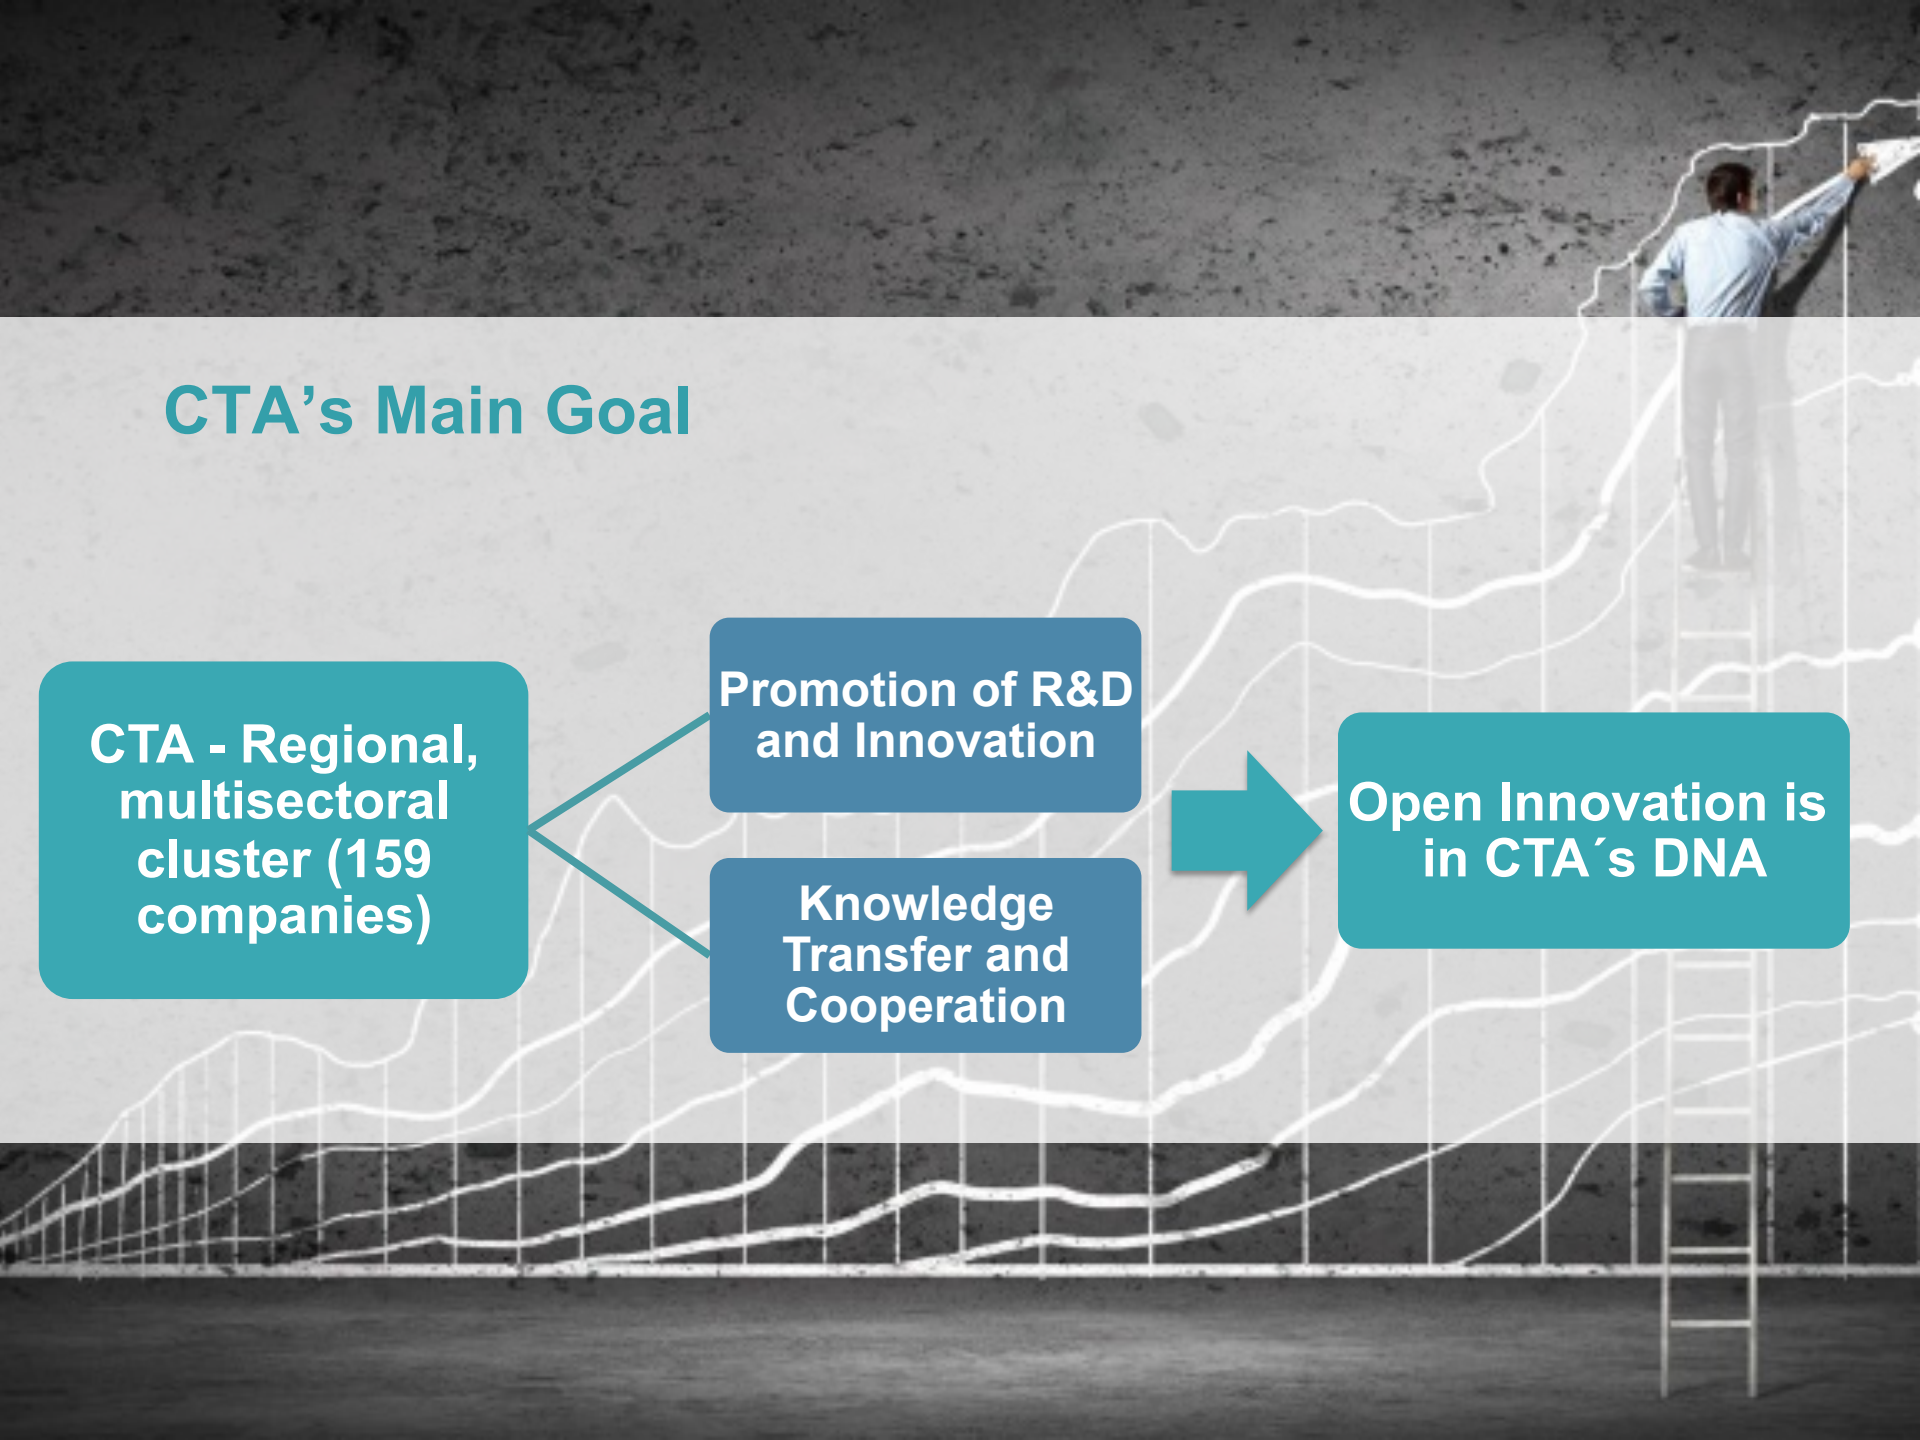 CTA’s Main Goal
CTA - Regional,
multisectoral
cluster (159
companies)
Promotion of R&D
and Innovation
Knowledge
Transfer and
Cooperation
Open Innovation is
in CTA´s DNA